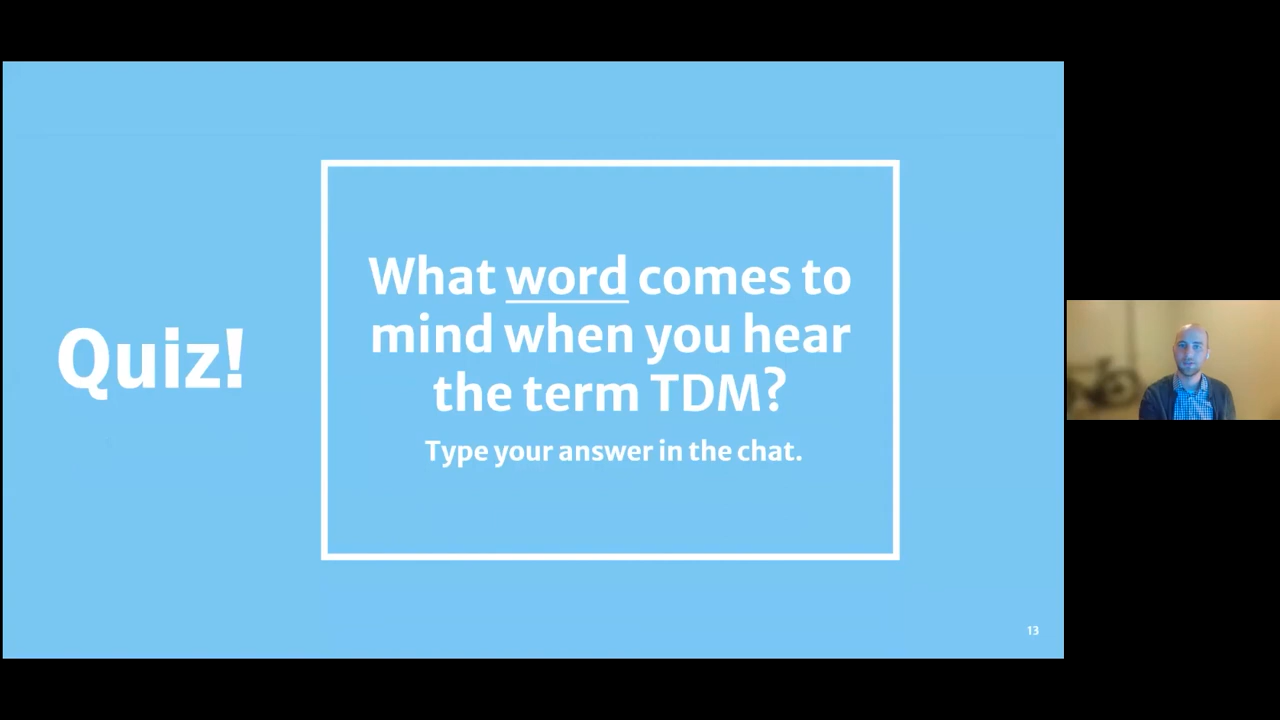 Quiz!
What word comes to
mind when you hear
the term TDM?
Type your answer in the chat.
13